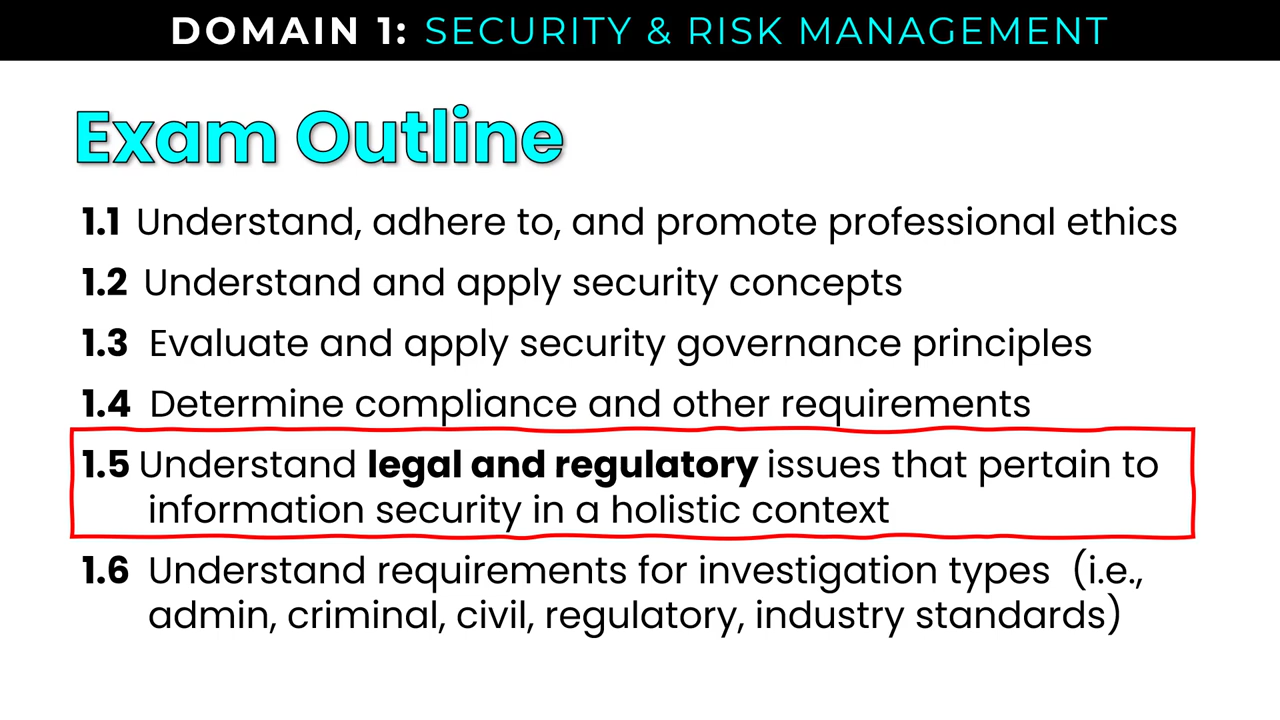 DOMAIN 1: SECURITY & RISK MANAGEMENT
Exam Outline
1.1 Understand, adhere to, and promote professional ethics
1.2 Understand and apply security concepts
1.3 Evaluate and apply security governance principles
1.4 Determine compliance and other requirements
1.5 Understand legal and regulatory issues that pertain to
information security in a holistic context
1.6 Understand requirements for investigation types (i.e.,
admin, criminal, civil, regulatory, industry standards)